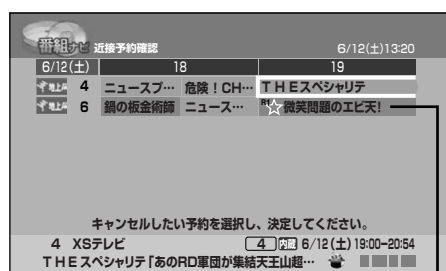 番組ナビ 近接予約確認 6/12(土)13:20
6/12(土) 18 19
地上A 4 ニュースプ… 危険！CH… THEスペシャリテ
地上A 6 鍋の板金術師 ニュース… 微笑問題のエビ天!
キャンセルしたい予約を選択し、決定してください。
4 XSテレビ 4 内蔵 6/12(土)19:00-20:54
THEスペシャリテ「あのRD軍団が集結天王山超…